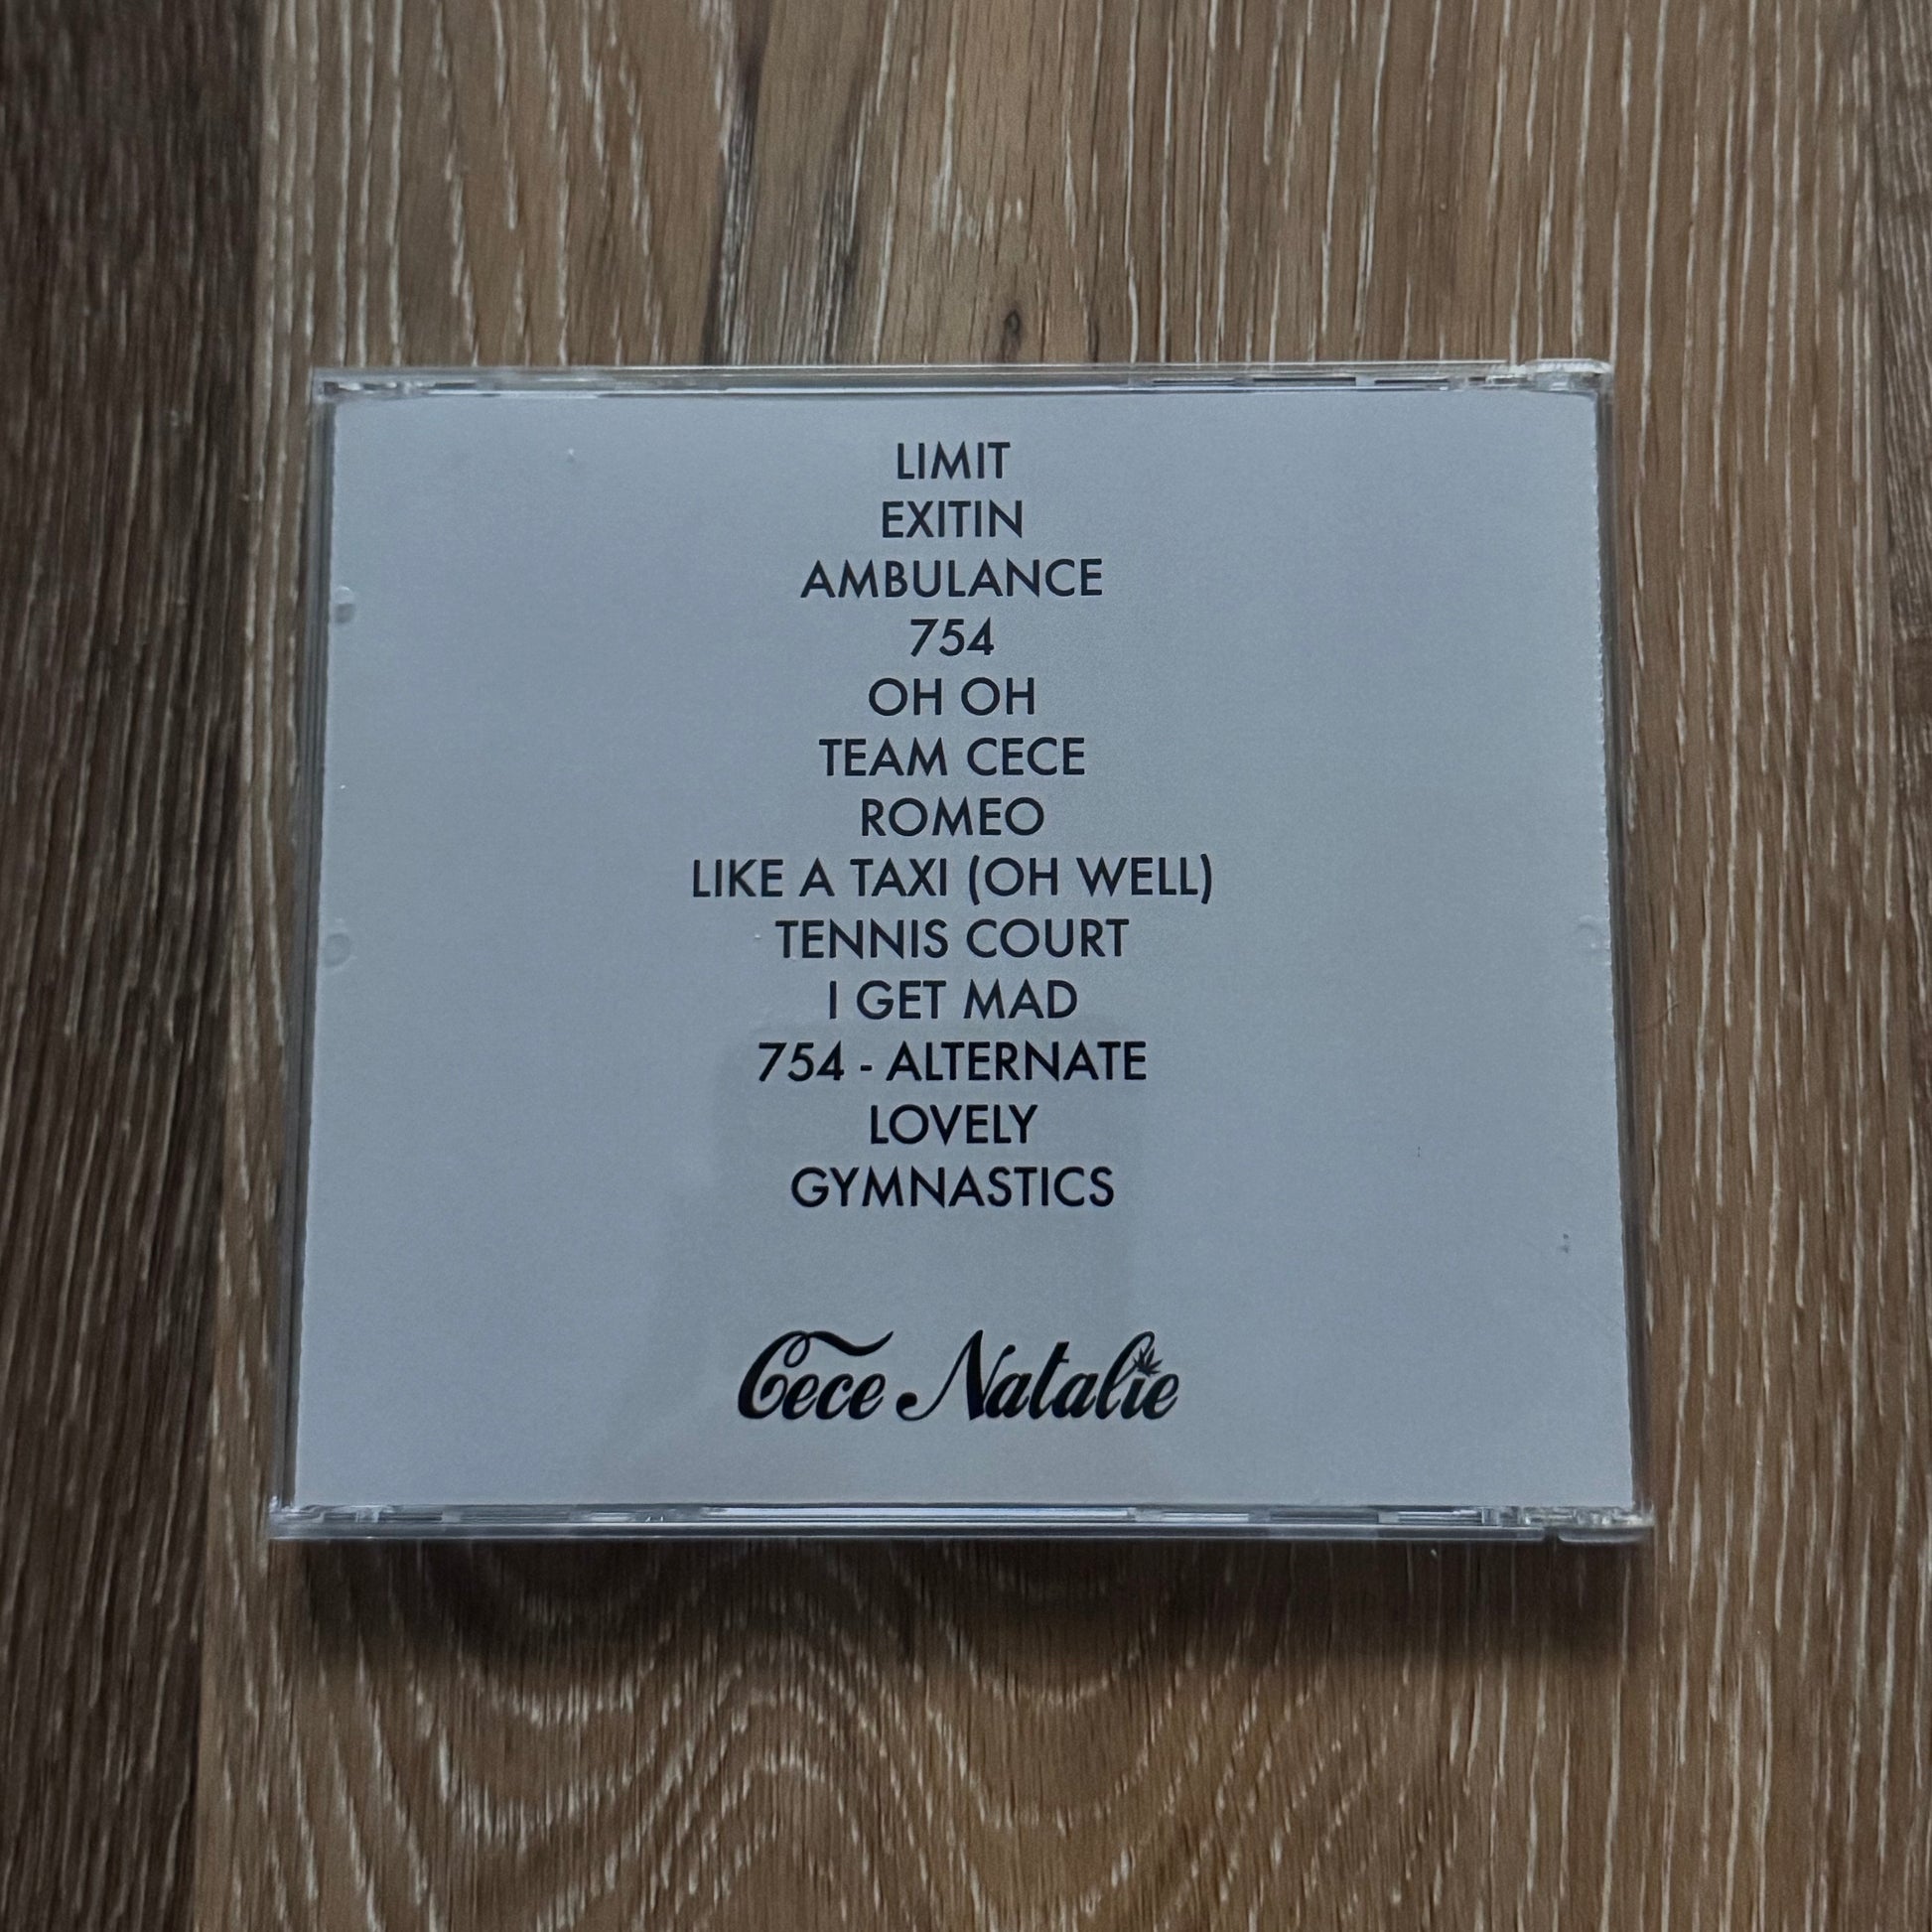 LIMIT
EXITIN
AMBULANCE
754
OH OH
TEAM CECE
ROMEO
LIKE A TAXI (OH WELL)
TENNIS COURT
I GET MAD
754 - ALTERNATE
LOVELY
GYMNASTICS
Cece Natalie